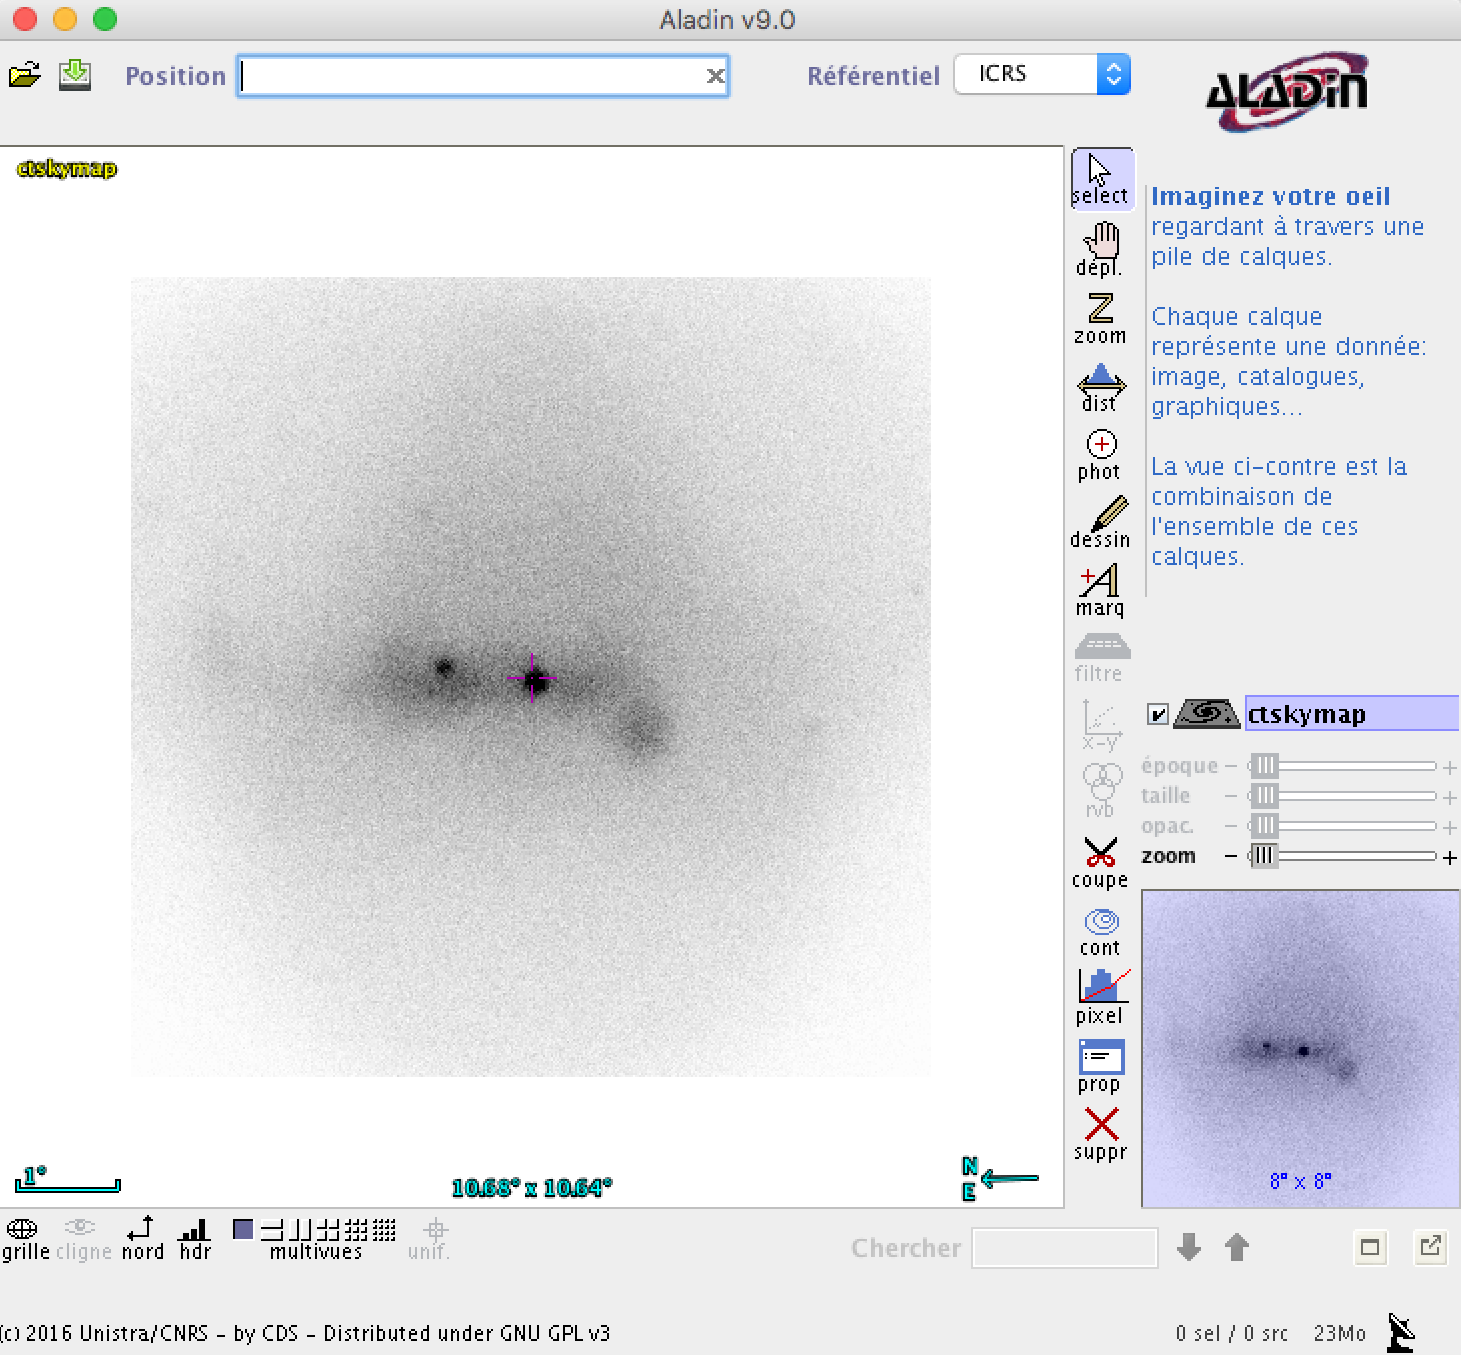 Aladin v9.0
Position
Référentiel
ICRS
ALADIN
ctskymap
select
Imaginez votre oeil
regardant à travers une
pile de calques.
Chaque calque
représente une donnée:
image, catalogues,
graphiques...
La vue ci-contre est la
combinaison de
l'ensemble de ces
calques.
dépl.
zoom
dist
phot
dessin
marq
filtre
x-y
rvb
coupe
cont
pixel
prop
suppr
ctskymap
époque - +
taille - +
opac. - +
zoom - +
8° x 8°
1°
10.68° x 10.64°
N
E
grille cligne nord hdr multivues unif.
Chercher
(c) 2016 Unistra/CNRS - by CDS - Distributed under GNU GPL v3
0 sel / 0 src 23Mo